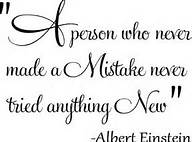 "A person who never
made a Mistake never
tried anything New"
-Albert Einstein